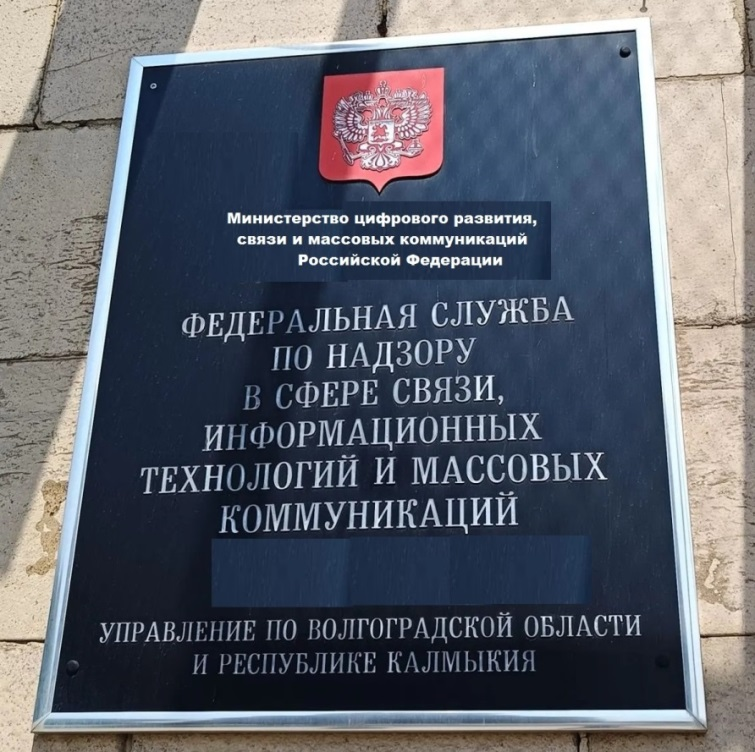 Министерство цифрового развития,
связи и массовых коммуникаций
Российской Федерации
ФЕДЕРАЛЬНАЯ СЛУЖБА
ПО НАДЗОРУ
В СФЕРЕ СВЯЗИ,
ИНФОРМАЦИОННЫХ
ТЕХНОЛОГИЙ И МАССОВЫХ
КОММУНИКАЦИЙ
УПРАВЛЕНИЕ ПО ВОЛГОГРАДСКОЙ ОБЛАСТИ
И РЕСПУБЛИКЕ КАЛМЫКИЯ